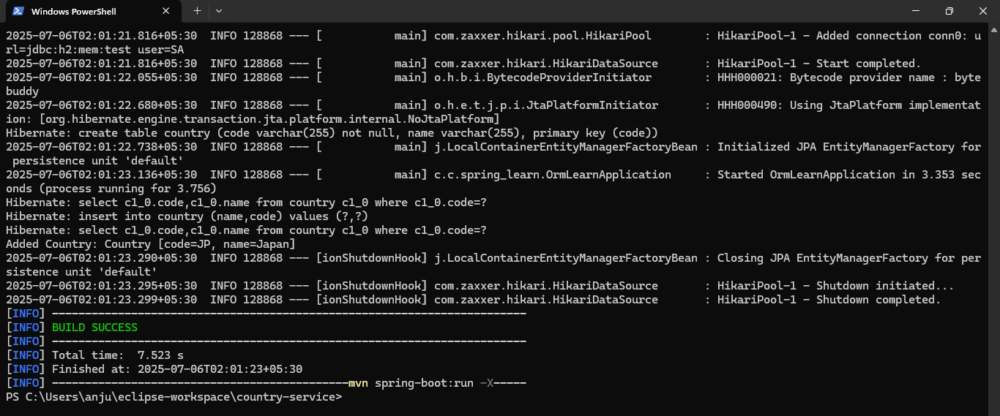 Windows PowerShell
2025-07-06T02:01:21.816+05:30  INFO 128868 --- [           main] com.zaxxer.hikari.pool.HikariPool        : HikariPool-1 - Added connection conn0: u
rl=jdbc:h2:mem:test user=SA
2025-07-06T02:01:21.816+05:30  INFO 128868 --- [           main] com.zaxxer.hikari.HikariDataSource       : HikariPool-1 - Start completed.
2025-07-06T02:01:22.055+05:30  INFO 128868 --- [           main] o.h.b.i.BytecodeProviderInitiator        : HHH000021: Bytecode provider name : byte
buddy
2025-07-06T02:01:22.680+05:30  INFO 128868 --- [           main] o.h.e.t.j.p.i.JtaPlatformInitiator       : HHH000490: Using JtaPlatform implementat
ion: [org.hibernate.engine.transaction.jta.platform.internal.NoJtaPlatform]
Hibernate: create table country (code varchar(255) not null, name varchar(255), primary key (code))
2025-07-06T02:01:22.738+05:30  INFO 128868 --- [           main] j.LocalContainerEntityManagerFactoryBean : Initialized JPA EntityManagerFactory for
 persistence unit 'default'
2025-07-06T02:01:23.136+05:30  INFO 128868 --- [           main] c.c.spring_learn.OrmLearnApplication     : Started OrmLearnApplication in 3.353 sec
onds (process running for 3.756)
Hibernate: select c1_0.code,c1_0.name from country c1_0 where c1_0.code=?
Hibernate: insert into country (name,code) values (?,?)
Hibernate: select c1_0.code,c1_0.name from country c1_0 where c1_0.code=?
Added Country: Country [code=JP, name=Japan]
2025-07-06T02:01:23.290+05:30  INFO 128868 --- [ionShutdownHook] j.LocalContainerEntityManagerFactoryBean : Closing JPA EntityManagerFactory for per
sistence unit 'default'
2025-07-06T02:01:23.295+05:30  INFO 128868 --- [ionShutdownHook] com.zaxxer.hikari.HikariDataSource       : HikariPool-1 - Shutdown initiated...
2025-07-06T02:01:23.299+05:30  INFO 128868 --- [ionShutdownHook] com.zaxxer.hikari.HikariDataSource       : HikariPool-1 - Shutdown completed.
[INFO] ------------------------------------------------------------------------
[INFO] BUILD SUCCESS
[INFO] ------------------------------------------------------------------------
[INFO] Total time:  7.523 s
[INFO] Finished at: 2025-07-06T02:01:23+05:30
[INFO] ---------------------------------------------mvn spring-boot:run -X-----
PS C:\Users\anju\eclipse-workspace\country-service>